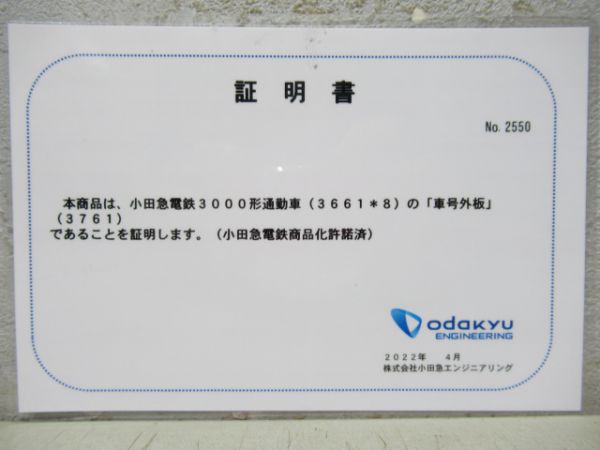 証明書
No. 2550
本商品は、小田急電鉄３０００形通動車（３６６１＊８）の「車号外板」
（３７６１）
であることを証明します。（小田急電鉄商品化許諾済）
odakyu
ENGINEERING
２０２２年　４月
株式会社小田急エンジニアリング